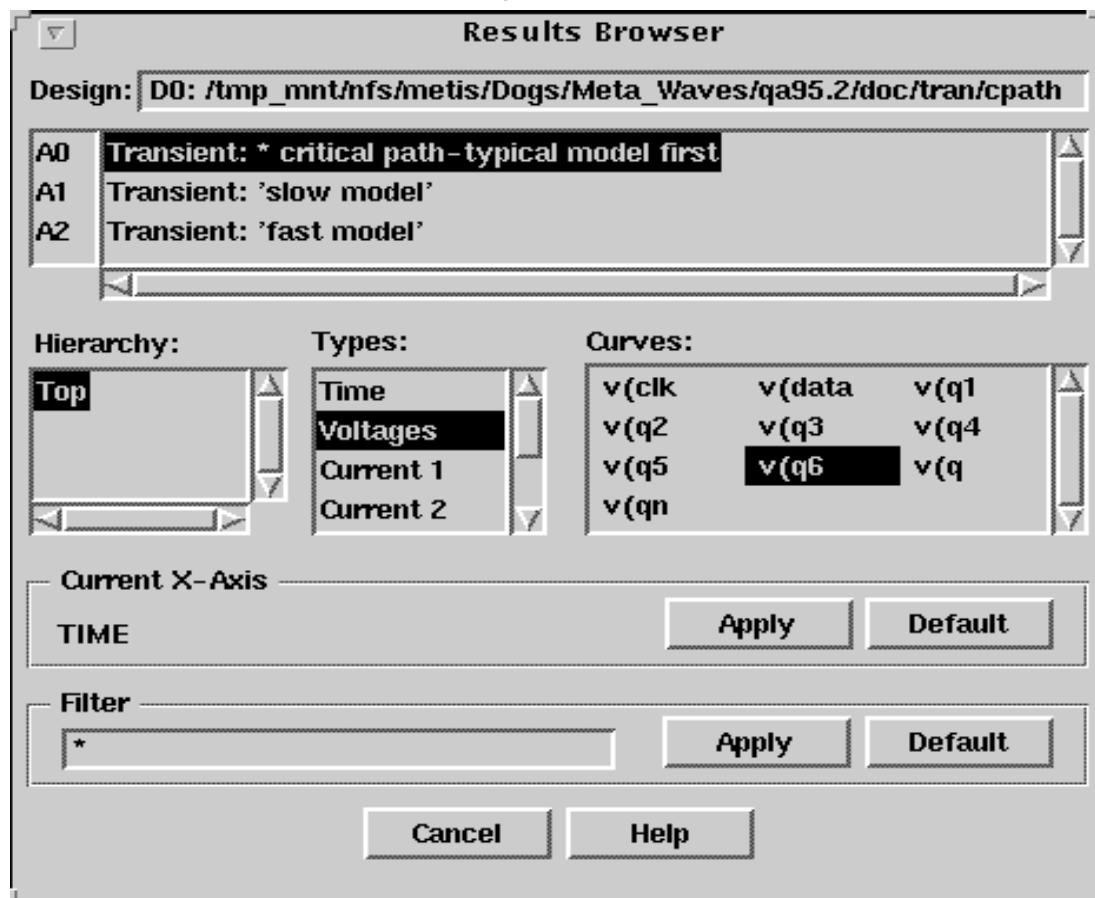 Results Browser
Design: D0: /tmp_mnt/nfs/metis/Dogs/Meta_Waves/qa95.2/doc/tran/cpath
A0 Transient: * critical path-typical model first
A1 Transient: 'slow model'
A2 Transient: 'fast model'
Hierarchy: Types: Curves:
Top Time v(clk v(data v(q1
Voltages v(q2 v(q3 v(q4
Current 1 v(q5 v(q6 v(q
Current 2 v(qn
Current X-Axis
TIME Apply Default
Filter
* Apply Default
Cancel Help